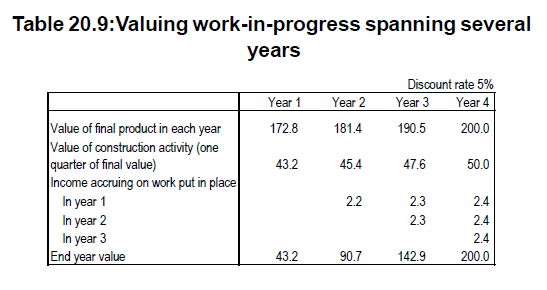 Table 20.9:Valuing work-in-progress spanning several
years
Discount rate 5%
Year 1 Year 2 Year 3 Year 4
Value of final product in each year 172.8 181.4 190.5 200.0
Value of construction activity (one
quarter of final value) 43.2 45.4 47.6 50.0
Income accruing on work put in place
In year 1 2.2 2.3 2.4
In year 2 2.3 2.4
In year 3 2.4
End year value 43.2 90.7 142.9 200.0